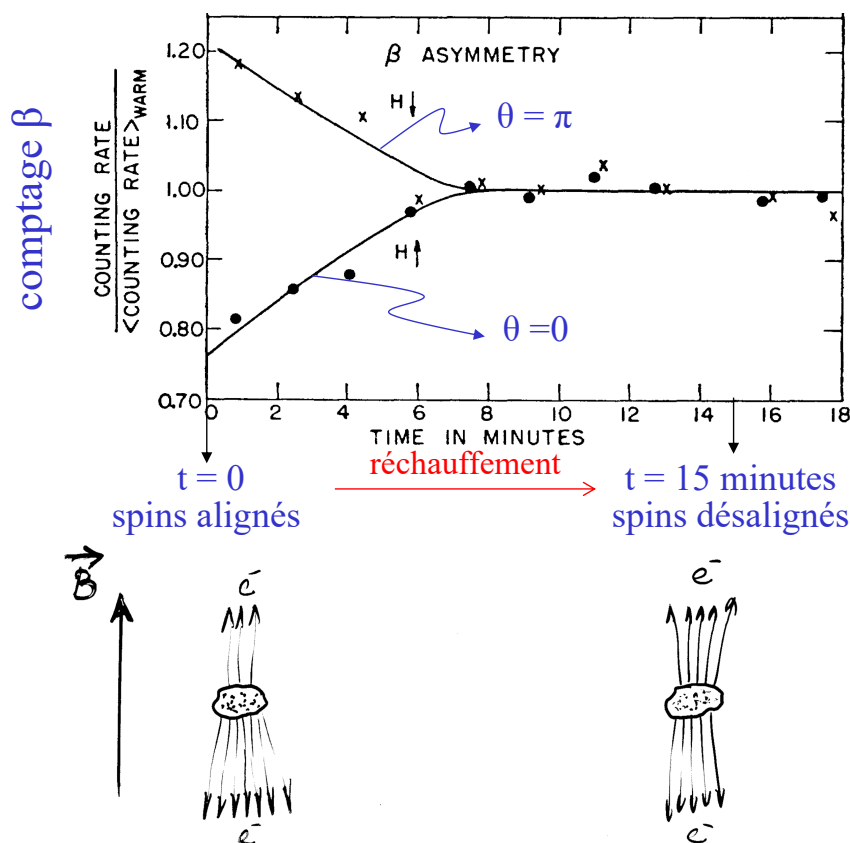 β ASYMMETRY
comptage β
COUNTING RATE
<COUNTING RATE>WARM
1.20
1.10
1.00
0.90
0.80
0.70
H
θ = π
H
θ =0
0 2 4 6 8 10 12 14 16 18
TIME IN MINUTES
réchauffement
t = 0
spins alignés
t = 15 minutes
spins désalignés
B
e-
e-
e-
e-